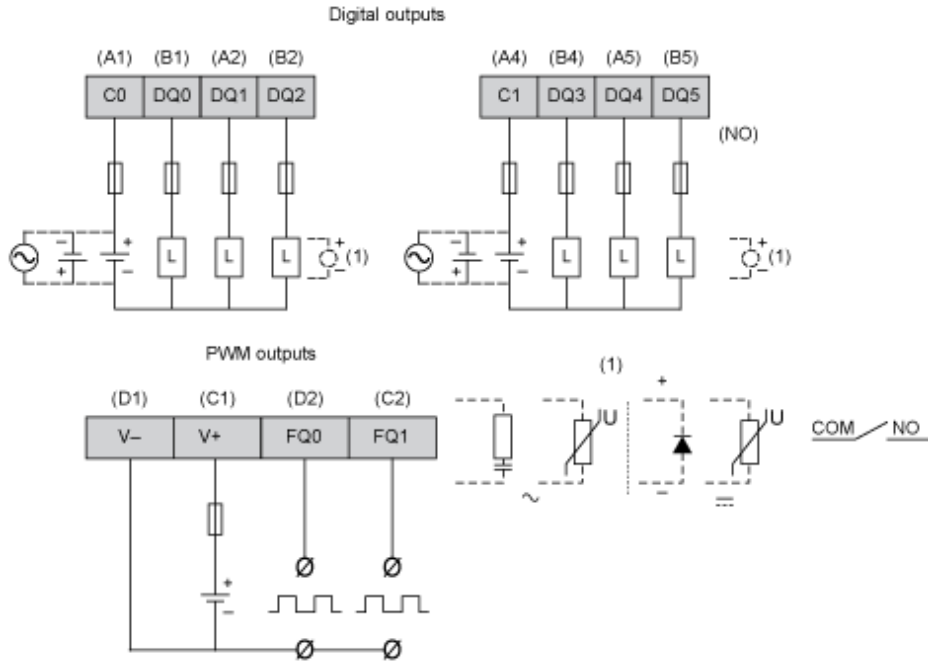 Digital outputs
(A1) (B1) (A2) (B2) (A4) (B4) (A5) (B5)
C0 DQ0 DQ1 DQ2 C1 DQ3 DQ4 DQ5
(NO)
+ − + − L L L + − (1) − + + − L L L + − (1)
PWM outputs
(1)
(D1) (C1) (D2) (C2)
V− V+ FQ0 FQ1
+
U U
COM NO
−
+
−